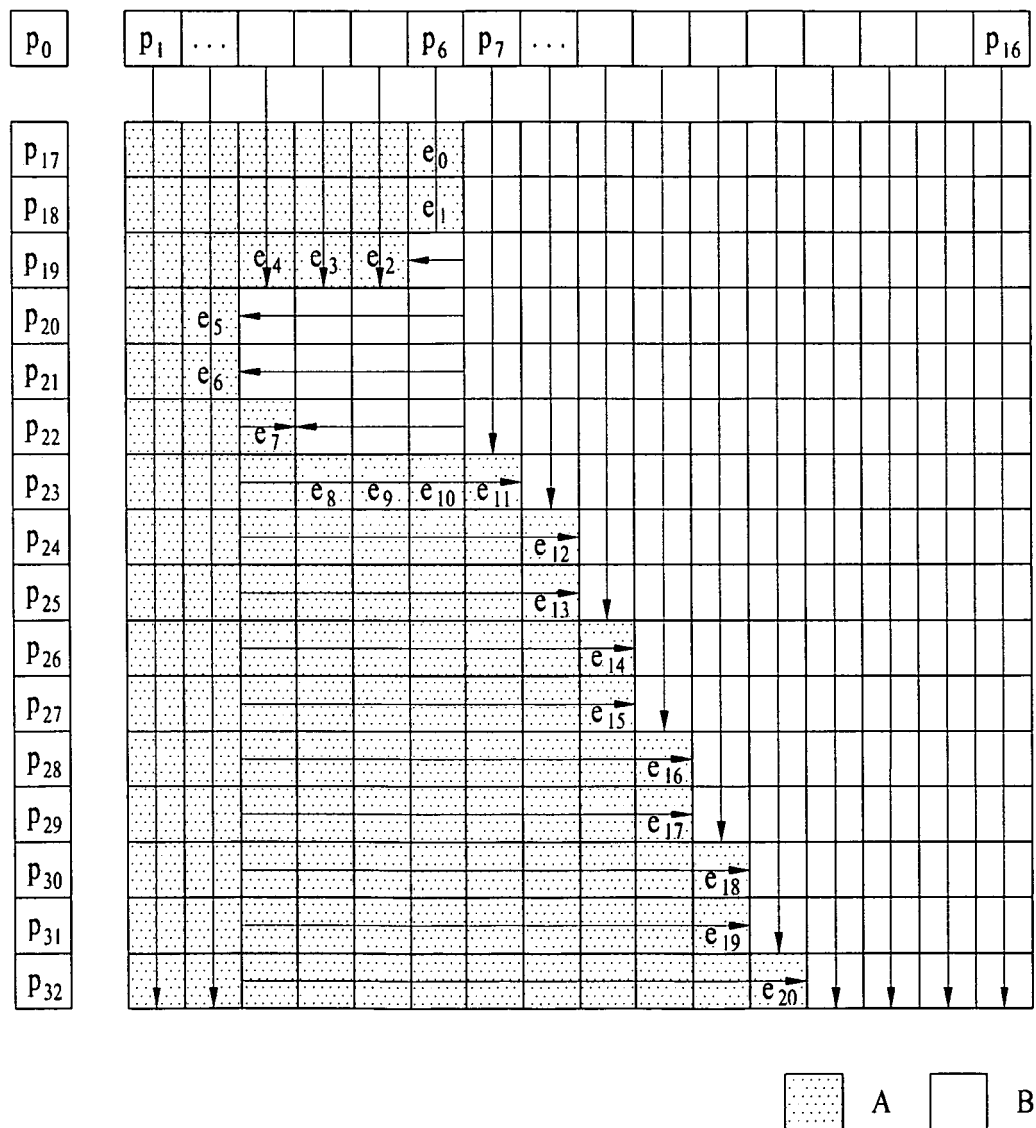 p0 p1 ... p6 p7 ... p16
p17 e0
p18 e1
p19 e4 e3 e2
p20 e5
p21 e6
p22 e7
p23 e8 e9 e10 e11
p24 e12
p25 e13
p26 e14
p27 e15
p28 e16
p29 e17
p30 e18
p31 e19
p32 e20
A B